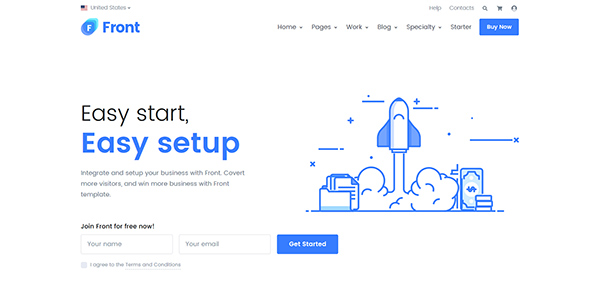 United States
Help Contacts
F Front
Home Pages Work Blog Specialty Starter Buy Now
Easy start,
Easy setup
Integrate and setup your business with Front. Covert
more visitors, and win more business with Front
template.
$
Join Front for free now!
Your name Your email Get Started
I agree to the Terms and Conditions